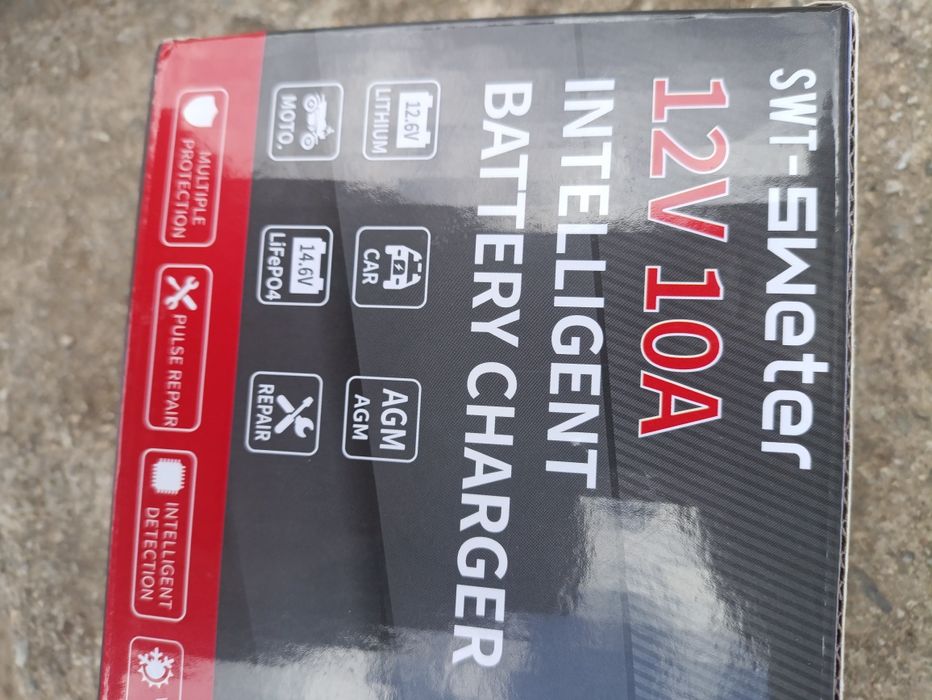 SWT-SWeter
12V 10A
INTELLIGENT
BATTERY CHARGER
12.6V
LITHIUM
CAR
AGM
AGM
MOTO,
14.6V
LiFePO4
REPAIR
MULTIPLE
PROTECTION
PULSE REPAIR
INTELLIGENT
DETECTION